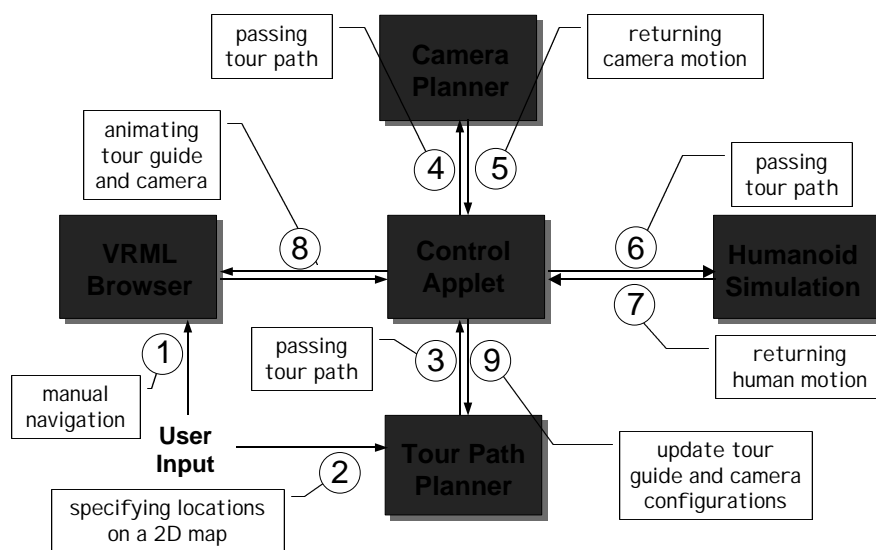 passing
tour path
Camera
Planner
returning
camera motion
animating
tour guide
and camera
4
5
passing
tour path
VRML
Browser
8
Control
Applet
6
Humanoid
Simulation
7
1
passing
tour path
3
9
returning
human motion
manual
navigation
User
Input
2
Tour Path
Planner
update tour
guide and camera
configurations
specifying locations
on a 2D map